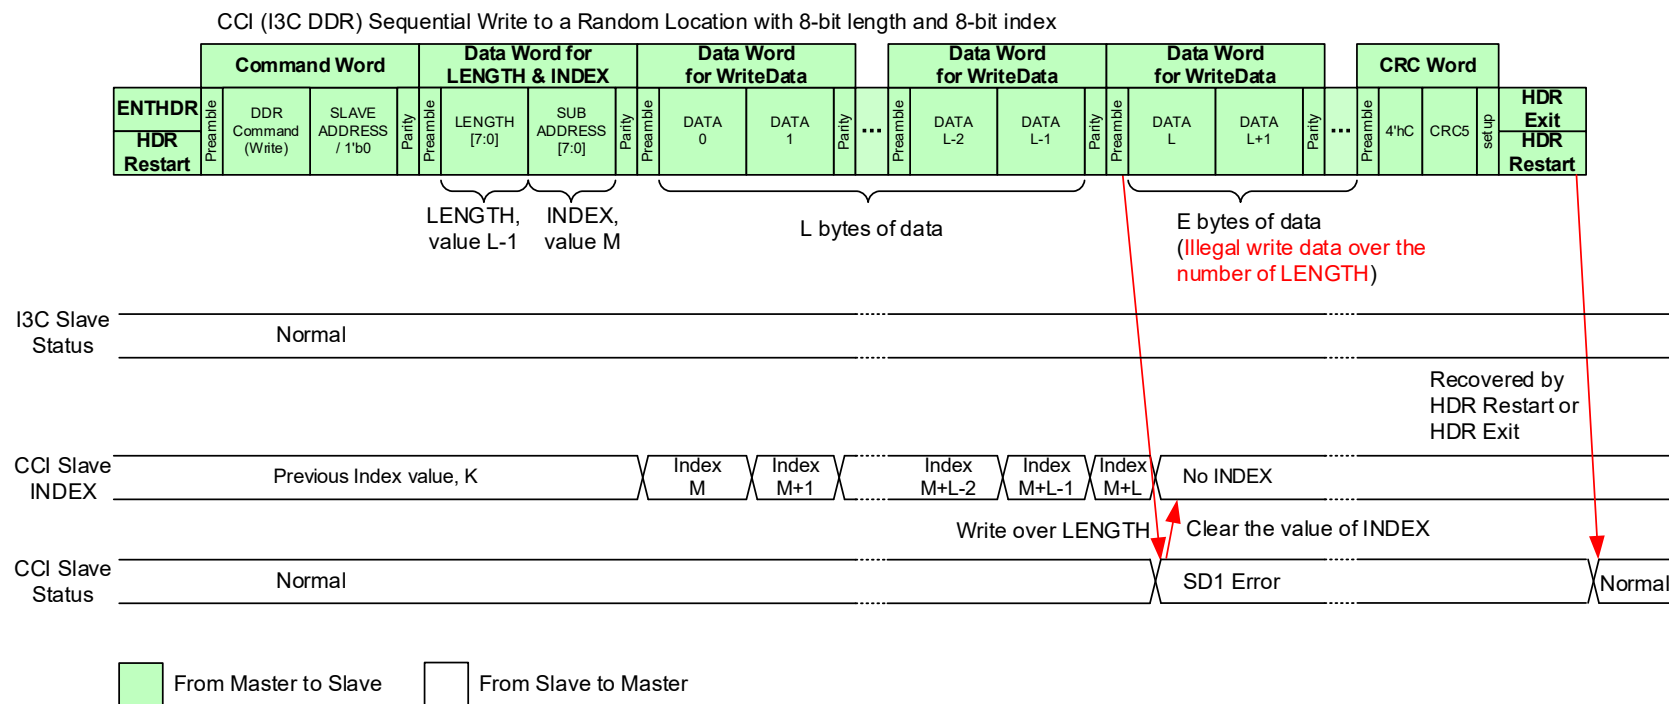 CCI (I3C DDR) Sequential Write to a Random Location with 8-bit length and 8-bit index
Command Word
Data Word for
LENGTH & INDEX
Data Word
for WriteData
Data Word
for WriteData
Data Word
for WriteData
CRC Word
ENTHDR
HDR
Restart
Preamble
DDR
Command
(Write)
SLAVE
ADDRESS
/ 1'b0
Parity
Preamble
LENGTH
[7:0]
SUB
ADDRESS
[7:0]
Parity
Preamble
DATA
0
DATA
1
Parity
...
Preamble
DATA
L-2
DATA
L-1
Parity
Preamble
DATA
L
DATA
L+1
Parity
...
Preamble
4'hC
CRC5
setup
HDR
Exit
HDR
Restart
LENGTH,
value L-1
INDEX,
value M
L bytes of data
E bytes of data
(Illegal write data over the
number of LENGTH)
I3C Slave
Status
Normal
Recovered by
HDR Restart or
HDR Exit
CCI Slave
INDEX
Previous Index value, K
Index
M
Index
M+1
Index
M+L-2
Index
M+L-1
Index
M+L
No INDEX
Write over LENGTH
Clear the value of INDEX
CCI Slave
Status
Normal
SD1 Error
Normal
From Master to Slave
From Slave to Master